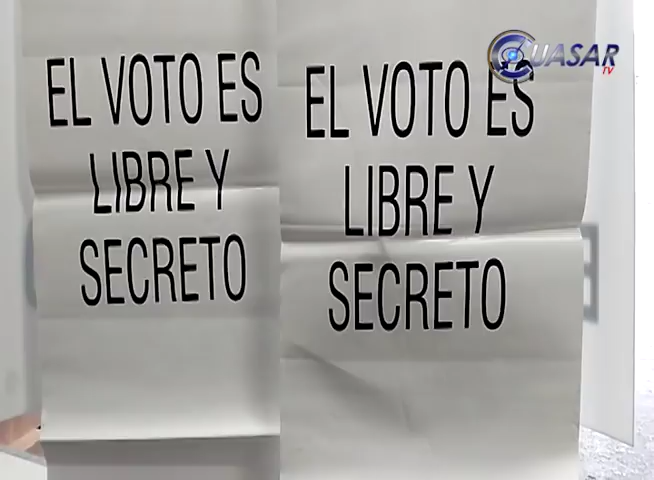 EL VOTO ES
LIBRE Y
SECRETO
EL VOTO ES
LIBRE Y
SECRETO
QUASAR
TV